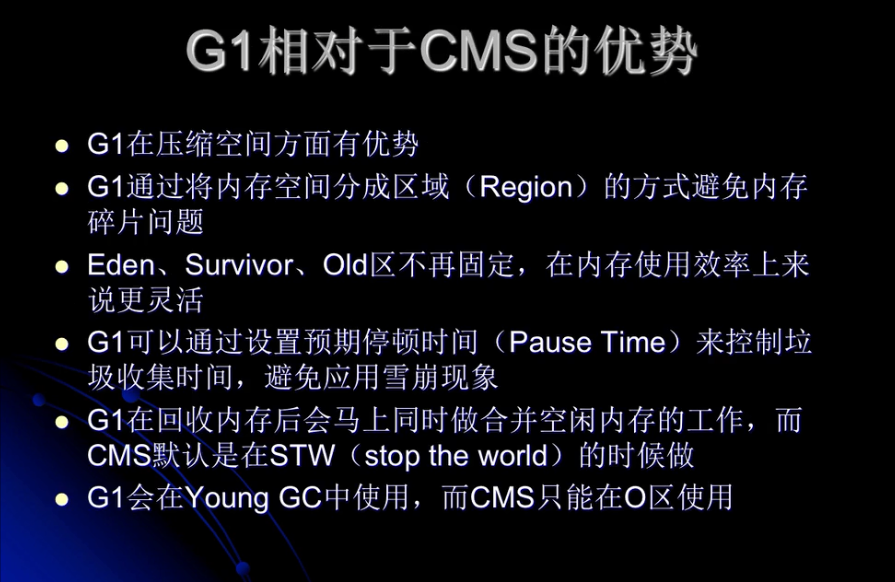 G1相对于CMS的优势
G1在压缩空间方面有优势
G1通过将内存空间分成区域（Region）的方式避免内存
碎片问题
Eden、Survivor、Old区不再固定，在内存使用效率上来
说更灵活
G1可以通过设置预期停顿时间（Pause Time）来控制垃
圾收集时间，避免应用雪崩现象
G1在回收内存后会马上同时做合并空闲内存的工作，而
CMS默认是在STW（stop the world）的时候做
G1会在Young GC中使用，而CMS只能在O区使用